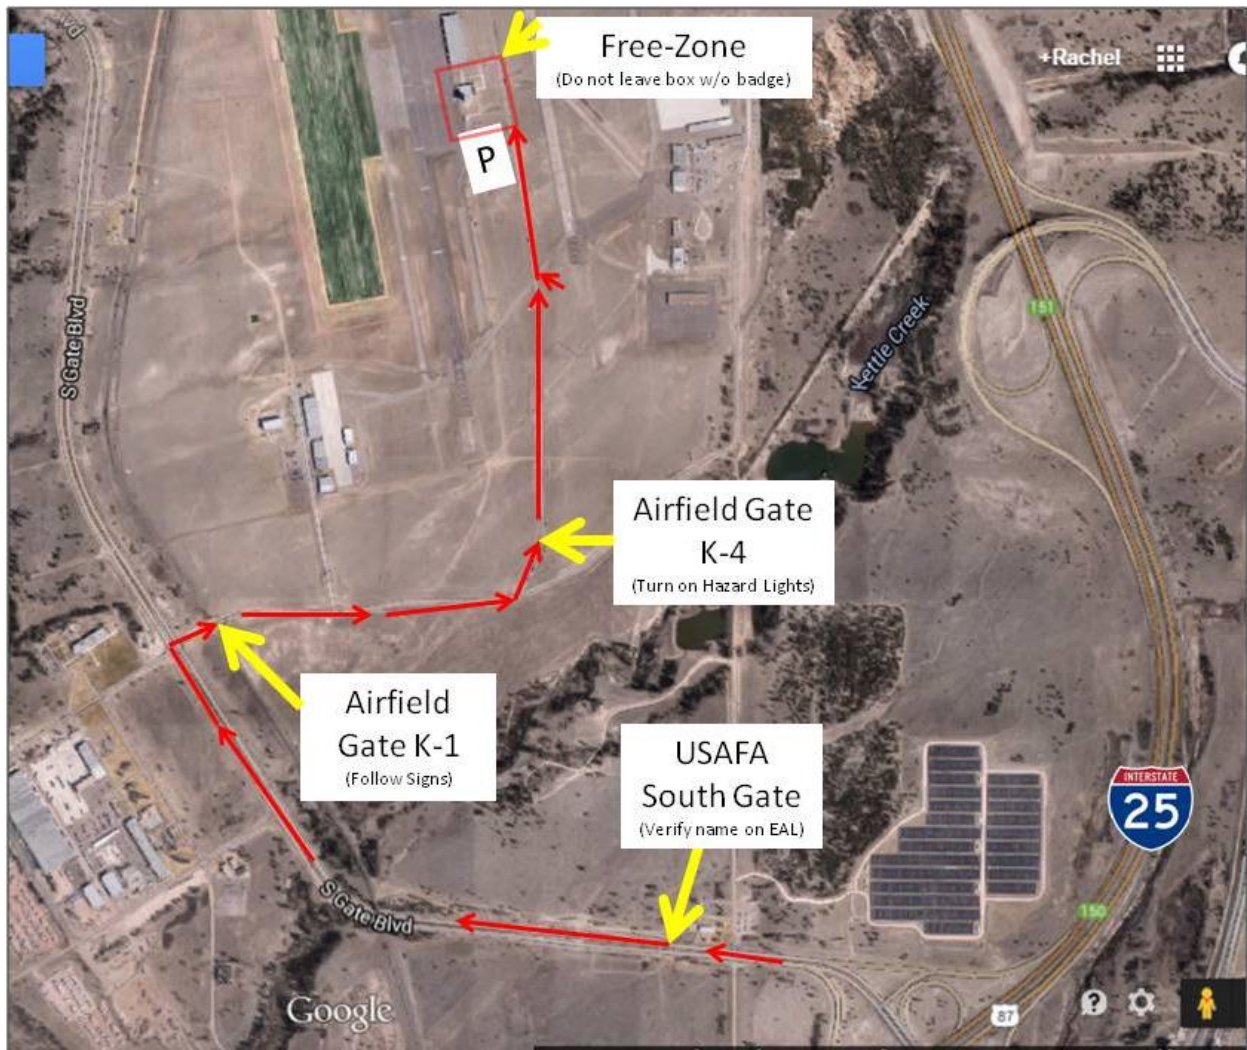 vd
Free-Zone
(Do not leave box w/o badge)
+Rachel
P
S Gate Blvd
151
Kettle Creek
Airfield Gate
K-4
(Turn on Hazard Lights)
Airfield
Gate K-1
(Follow Signs)
USAFA
South Gate
(Verify name on EAL)
INTERSTATE
25
S Gate Blvd
150
Google
87
?